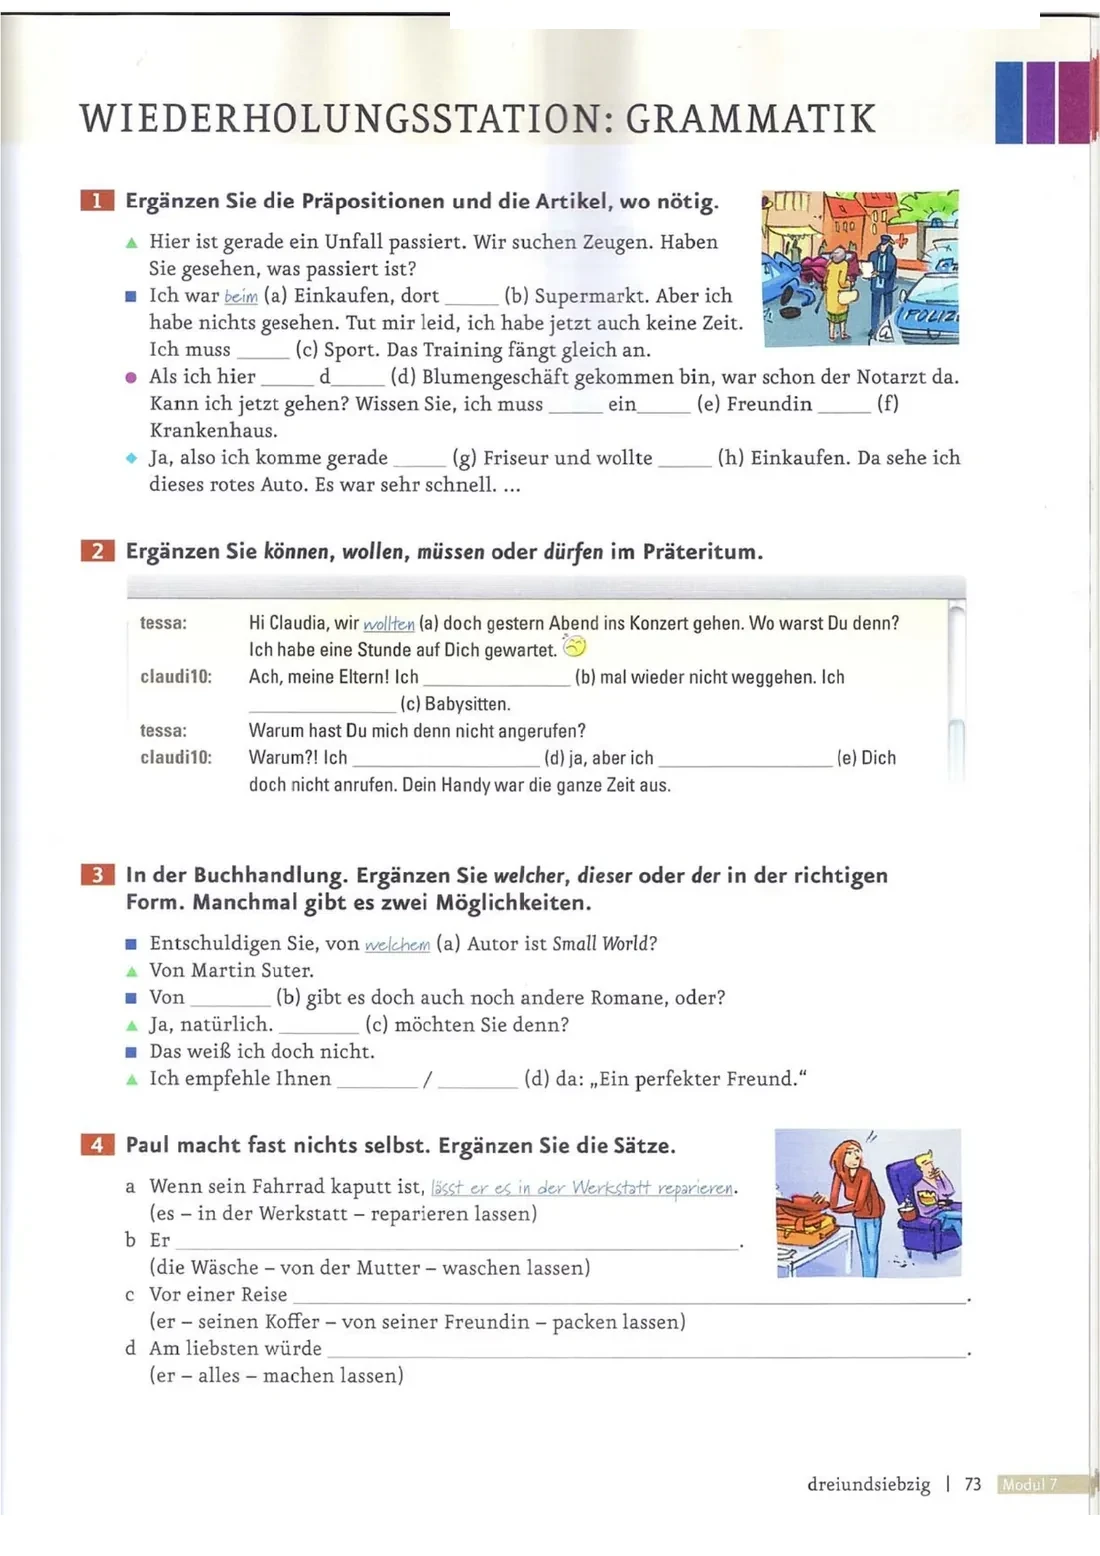 WIEDERHOLUNGSSTATION: GRAMMATIK
1 Ergänzen Sie die Präpositionen und die Artikel, wo nötig.
▲ Hier ist gerade ein Unfall passiert. Wir suchen Zeugen. Haben
Sie gesehen, was passiert ist?
■ Ich war beim (a) Einkaufen, dort _____ (b) Supermarkt. Aber ich
habe nichts gesehen. Tut mir leid, ich habe jetzt auch keine Zeit.
Ich muss _____ (c) Sport. Das Training fängt gleich an.
● Als ich hier _____ d_____ (d) Blumengeschäft gekommen bin, war schon der Notarzt da.
Kann ich jetzt gehen? Wissen Sie, ich muss _____ ein_____ (e) Freundin _____ (f)
Krankenhaus.
◆ Ja, also ich komme gerade _____ (g) Friseur und wollte _____ (h) Einkaufen. Da sehe ich
dieses rotes Auto. Es war sehr schnell. ...
POLIZ
2 Ergänzen Sie können, wollen, müssen oder dürfen im Präteritum.
tessa: Hi Claudia, wir wollten (a) doch gestern Abend ins Konzert gehen. Wo warst Du denn?
Ich habe eine Stunde auf Dich gewartet.
claudi10: Ach, meine Eltern! Ich _______________ (b) mal wieder nicht weggehen. Ich
_______________ (c) Babysitten.
tessa: Warum hast Du mich denn nicht angerufen?
claudi10: Warum?! Ich _______________ (d) ja, aber ich _______________ (e) Dich
doch nicht anrufen. Dein Handy war die ganze Zeit aus.
3 In der Buchhandlung. Ergänzen Sie welcher, dieser oder der in der richtigen
Form. Manchmal gibt es zwei Möglichkeiten.
■ Entschuldigen Sie, von welchem (a) Autor ist Small World?
▲ Von Martin Suter.
■ Von ________ (b) gibt es doch auch noch andere Romane, oder?
▲ Ja, natürlich. ________ (c) möchten Sie denn?
■ Das weiß ich doch nicht.
▲ Ich empfehle Ihnen ________ / ________ (d) da: „Ein perfekter Freund.“
4 Paul macht fast nichts selbst. Ergänzen Sie die Sätze.
a Wenn sein Fahrrad kaputt ist, lässt er es in der Werkstatt reparieren.
(es – in der Werkstatt – reparieren lassen)
b Er _______________.
(die Wäsche – von der Mutter – waschen lassen)
c Vor einer Reise _______________.
(er – seinen Koffer – von seiner Freundin – packen lassen)
d Am liebsten würde _______________.
(er – alles – machen lassen)
dreiundsiebzig | 73 Modul 7